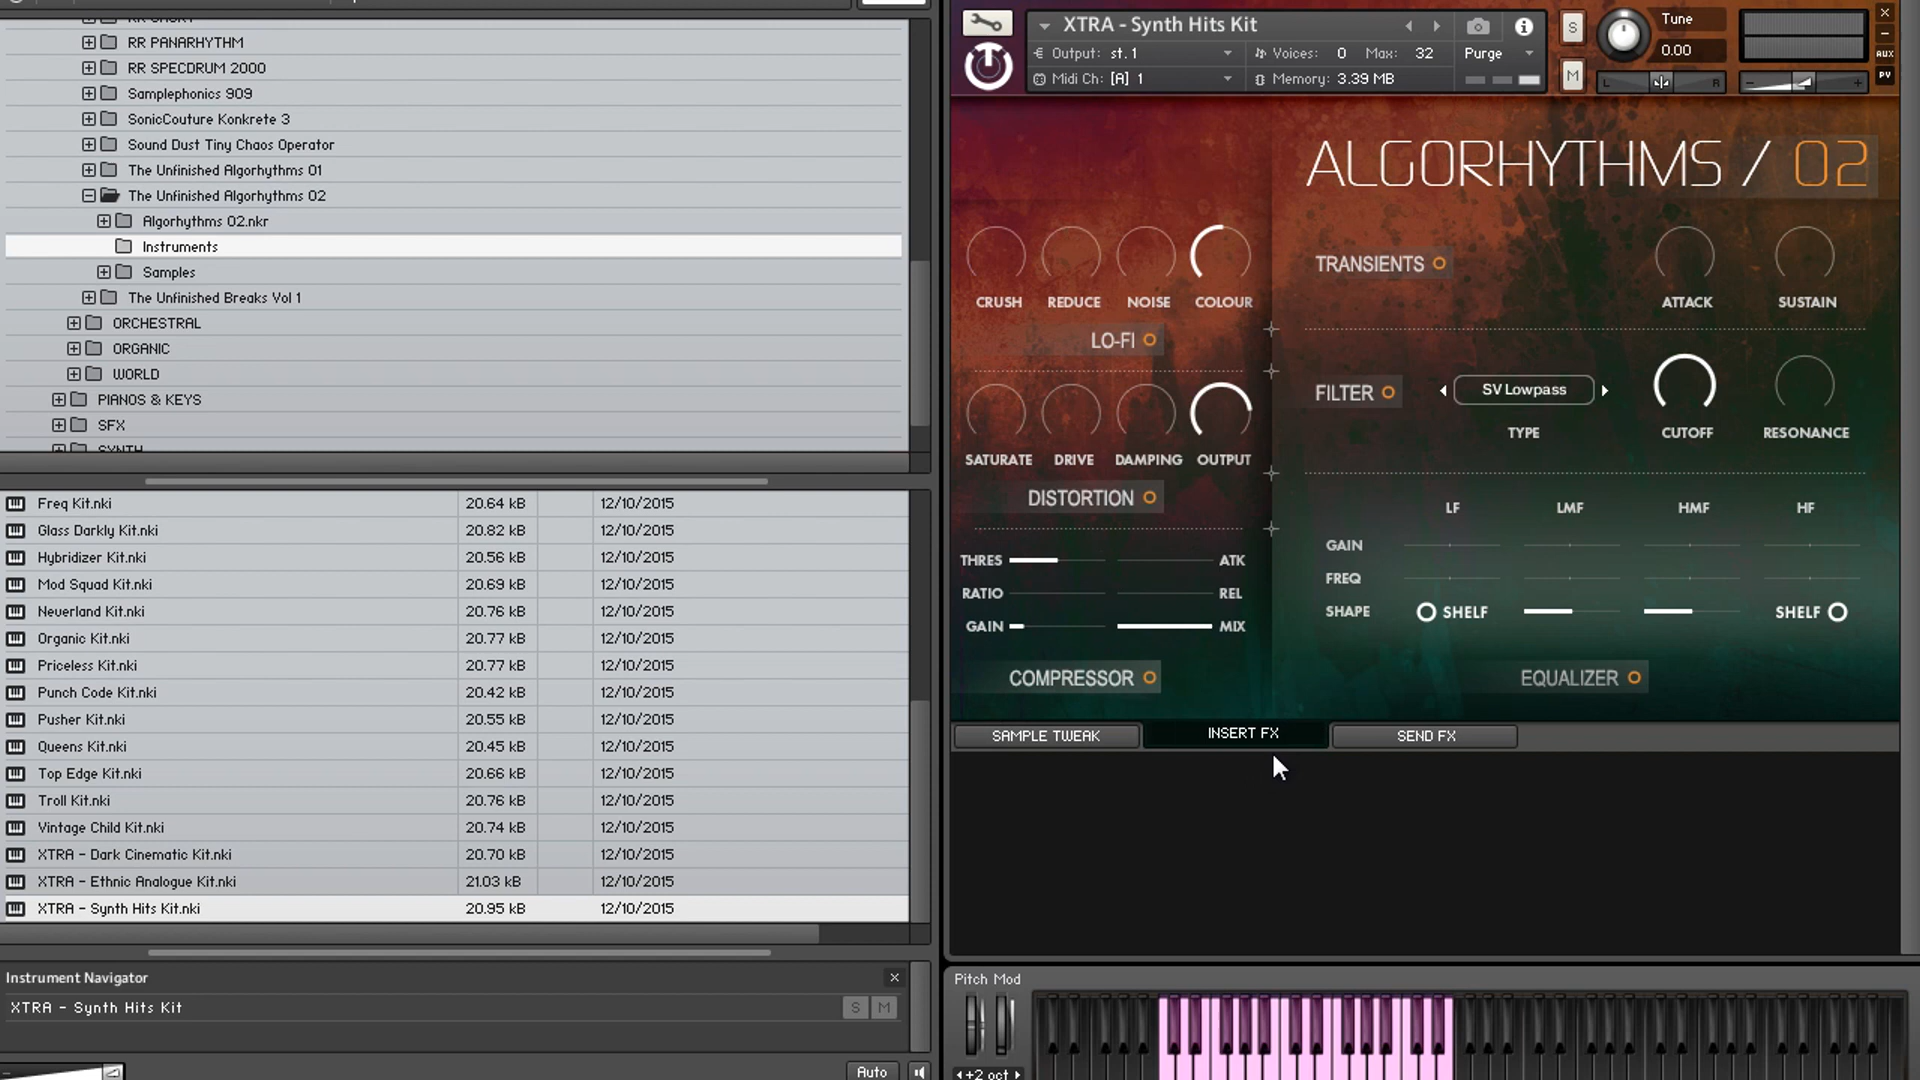 RR PANARHYTHM
RR SPECDRUM 2000
Samplephonics 909
SonicCouture Konkrete 3
Sound Dust Tiny Chaos Operator
The Unfinished Algorhythms 01
The Unfinished Algorhythms 02
Algorhythms 02.nkr
Instruments
Samples
The Unfinished Breaks Vol 1
ORCHESTRAL
ORGANIC
WORLD
PIANOS & KEYS
SFX
SYNTH
Freq Kit.nki 20.64 kB 12/10/2015
Glass Darkly Kit.nki 20.82 kB 12/10/2015
Hybridizer Kit.nki 20.56 kB 12/10/2015
Mod Squad Kit.nki 20.69 kB 12/10/2015
Neverland Kit.nki 20.76 kB 12/10/2015
Organic Kit.nki 20.77 kB 12/10/2015
Priceless Kit.nki 20.77 kB 12/10/2015
Punch Code Kit.nki 20.42 kB 12/10/2015
Pusher Kit.nki 20.55 kB 12/10/2015
Queens Kit.nki 20.45 kB 12/10/2015
Top Edge Kit.nki 20.66 kB 12/10/2015
Troll Kit.nki 20.76 kB 12/10/2015
Vintage Child Kit.nki 20.74 kB 12/10/2015
XTRA - Dark Cinematic Kit.nki 20.70 kB 12/10/2015
XTRA - Ethnic Analogue Kit.nki 21.03 kB 12/10/2015
XTRA - Synth Hits Kit.nki 20.95 kB 12/10/2015
Instrument Navigator
XTRA - Synth Hits Kit S M
Auto
XTRA - Synth Hits Kit
Output: st.1 Voices: 0 Max: 32 Purge
Midi Ch: [A] 1 Memory: 3.39 MB
S
M
Tune
0.00
L R
- +
AUX
PV
ALGORHYTHMS / 02
CRUSH REDUCE NOISE COLOUR
LO-FI
SATURATE DRIVE DAMPING OUTPUT
DISTORTION
THRES ATK
RATIO REL
GAIN MIX
COMPRESSOR
TRANSIENTS
ATTACK SUSTAIN
FILTER SV Lowpass
TYPE CUTOFF RESONANCE
LF LMF HMF HF
GAIN
FREQ
SHAPE SHELF SHELF
EQUALIZER
SAMPLE TWEAK INSERT FX SEND FX
Pitch Mod
+2 oct